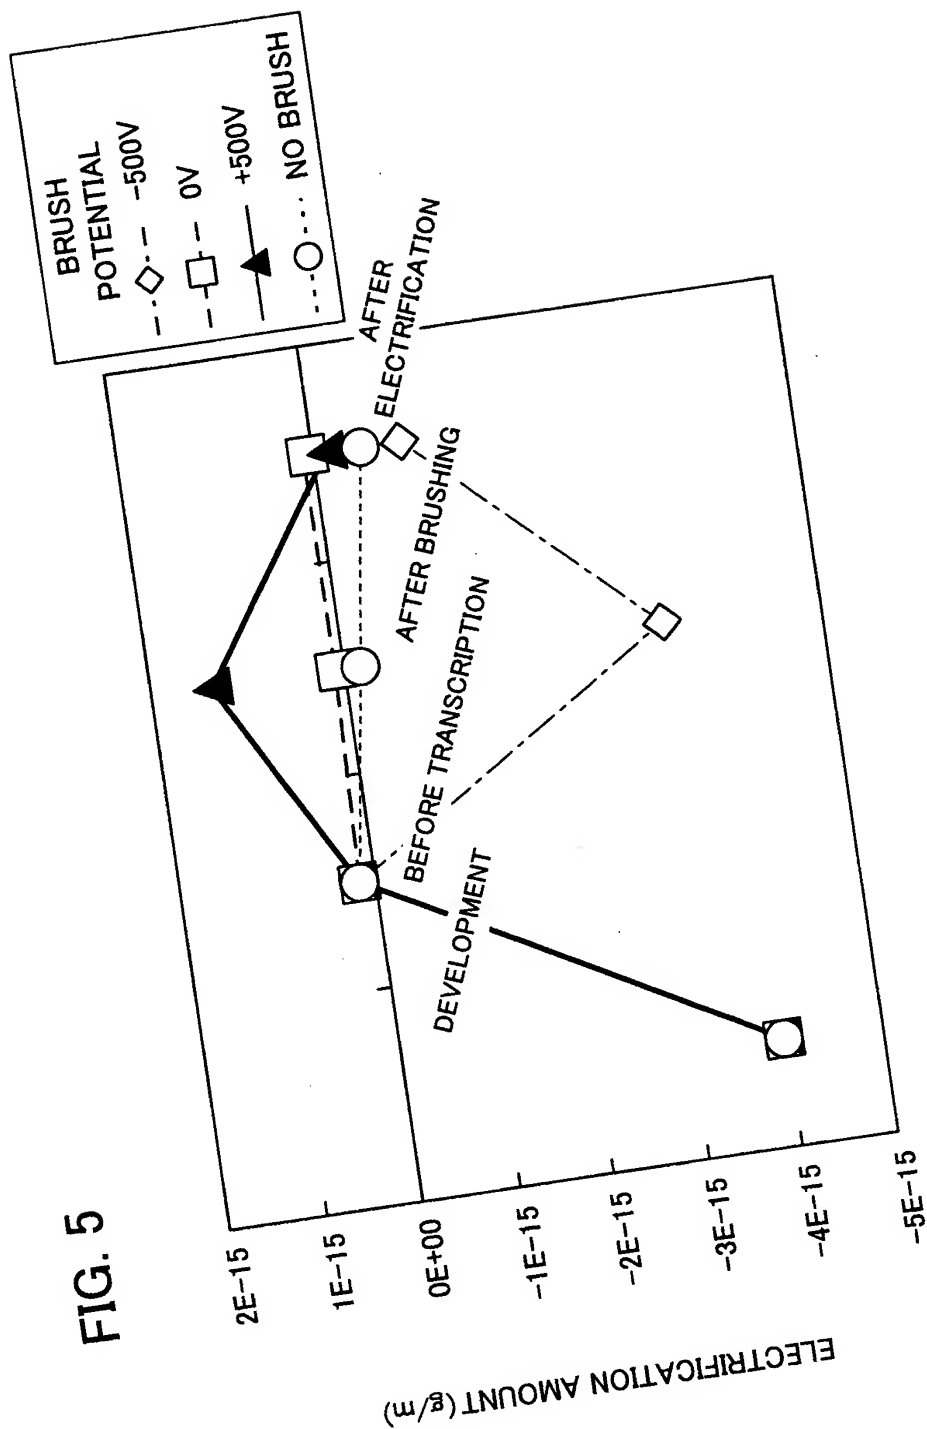 FIG. 5
BRUSH
POTENTIAL
-500V
0V
+500V
NO BRUSH
2E-15
1E-15
0E+00
-1E-15
-2E-15
-3E-15
-4E-15
-5E-15
ELECTRIFICATION AMOUNT (g/m)
DEVELOPMENT
BEFORE TRANSCRIPTION
AFTER BRUSHING
AFTER
ELECTRIFICATION